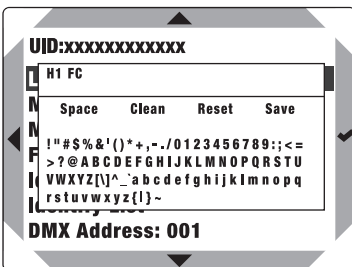 UID:xxxxxxxxxxxx
H1 FC
Space Clean Reset Save
!"#$%&'()*+,-./0123456789:;<=
>?@ABCDEFGHIJKLMNOPQRSTU
VWXYZ[\]^_`abcdefghijklmnopq
rstuvwxyz{|}~
DMX Address: 001